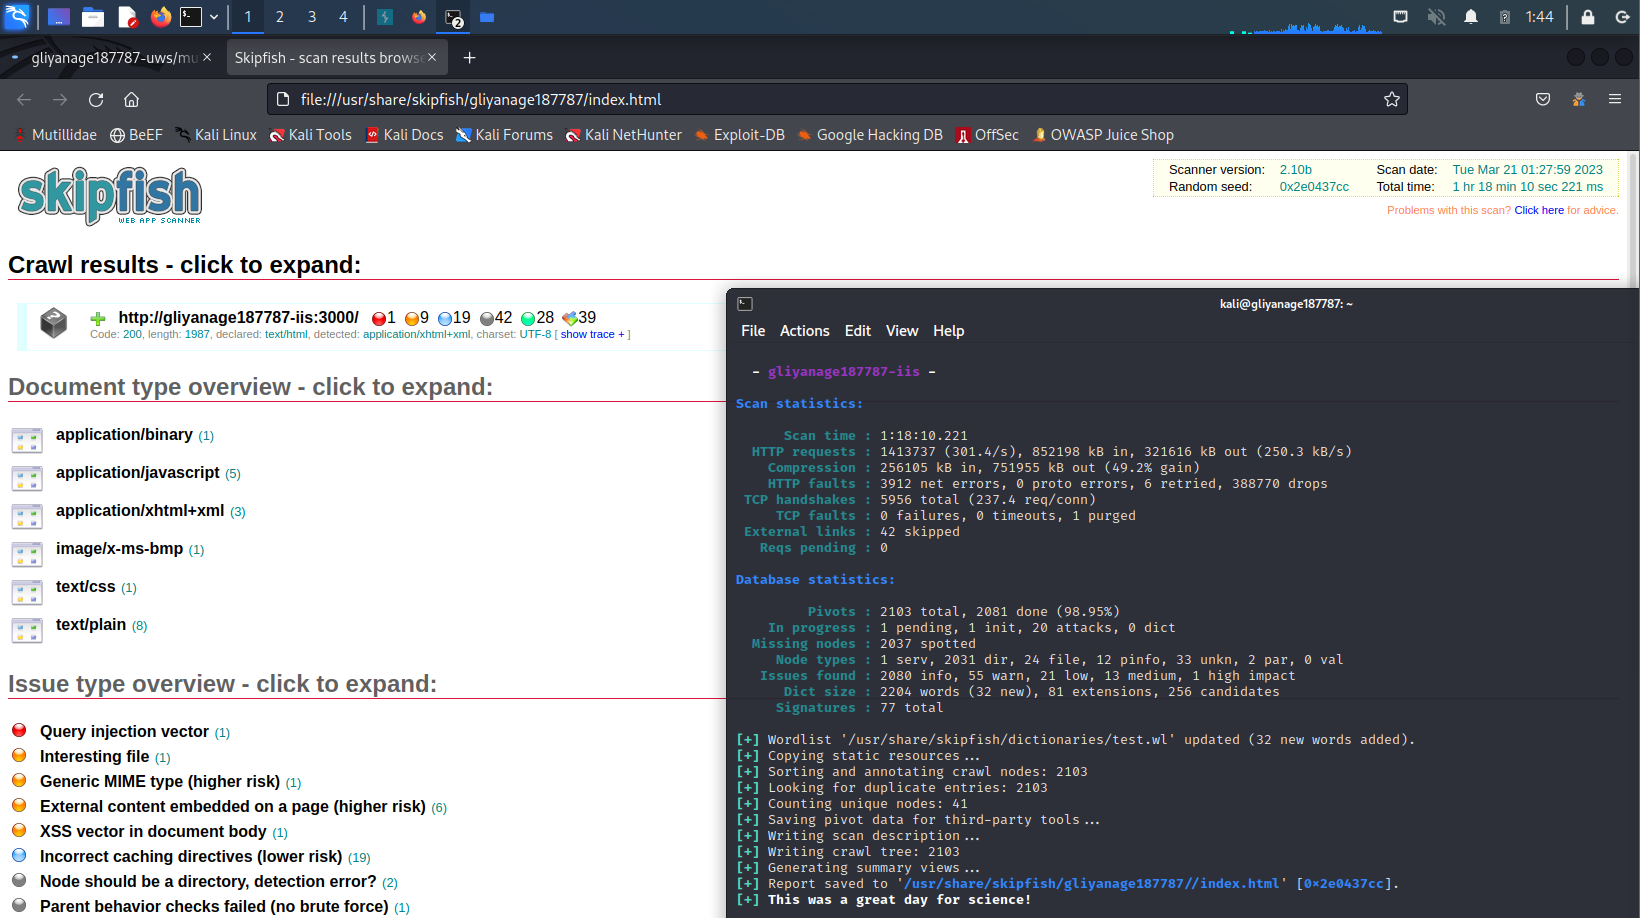 1 2 3 4 2 1:44
gliyanage187787-uws/mu × Skipfish - scan results browse × +
file:///usr/share/skipfish/gliyanage187787/index.html
Mutillidae BeEF Kali Linux Kali Tools Kali Docs Kali Forums Kali NetHunter Exploit-DB Google Hacking DB OffSec OWASP Juice Shop
skipfish
WEB APP SCANNER
Scanner version: 2.10b Scan date: Tue Mar 21 01:27:59 2023
Random seed: 0x2e0437cc Total time: 1 hr 18 min 10 sec 221 ms
Problems with this scan? Click here for advice.
Crawl results - click to expand:
http://gliyanage187787-iis:3000/ 1 9 19 42 28 39
Code: 200, length: 1987, declared: text/html, detected: application/xhtml+xml, charset: UTF-8 [ show trace + ]
Document type overview - click to expand:
application/binary (1)
application/javascript (5)
application/xhtml+xml (3)
image/x-ms-bmp (1)
text/css (1)
text/plain (8)
Issue type overview - click to expand:
Query injection vector (1)
Interesting file (1)
Generic MIME type (higher risk) (1)
External content embedded on a page (higher risk) (6)
XSS vector in document body (1)
Incorrect caching directives (lower risk) (19)
Node should be a directory, detection error? (2)
Parent behavior checks failed (no brute force) (1)
kali@gliyanage187787: ~
File Actions Edit View Help
- gliyanage187787-iis -
Scan statistics:
Scan time : 1:18:10.221
HTTP requests : 1413737 (301.4/s), 852198 kB in, 321616 kB out (250.3 kB/s)
Compression : 256105 kB in, 751955 kB out (49.2% gain)
HTTP faults : 3912 net errors, 0 proto errors, 6 retried, 388770 drops
TCP handshakes : 5956 total (237.4 req/conn)
TCP faults : 0 failures, 0 timeouts, 1 purged
External links : 42 skipped
Reqs pending : 0
Database statistics:
Pivots : 2103 total, 2081 done (98.95%)
In progress : 1 pending, 1 init, 20 attacks, 0 dict
Missing nodes : 2037 spotted
Node types : 1 serv, 2031 dir, 24 file, 12 pinfo, 33 unkn, 2 par, 0 val
Issues found : 2080 info, 55 warn, 21 low, 13 medium, 1 high impact
Dict size : 2204 words (32 new), 81 extensions, 256 candidates
Signatures : 77 total
[+] Wordlist '/usr/share/skipfish/dictionaries/test.wl' updated (32 new words added).
[+] Copying static resources...
[+] Sorting and annotating crawl nodes: 2103
[+] Looking for duplicate entries: 2103
[+] Counting unique nodes: 41
[+] Saving pivot data for third-party tools...
[+] Writing scan description...
[+] Writing crawl tree: 2103
[+] Generating summary views...
[+] Report saved to '/usr/share/skipfish/gliyanage187787//index.html' [0×2e0437cc].
[+] This was a great day for science!